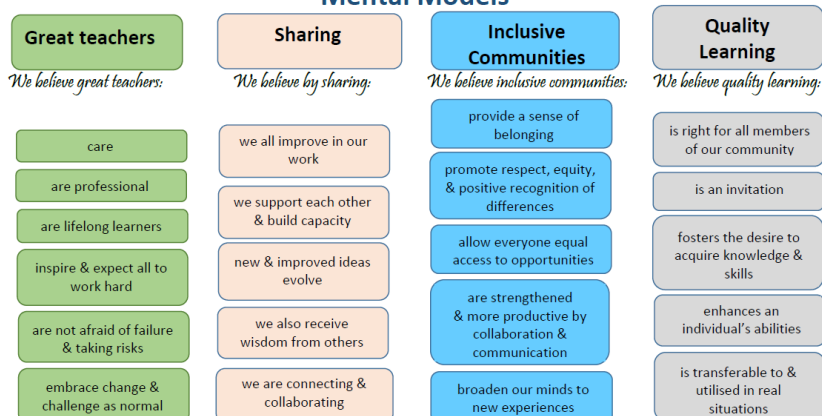 Mental Models
Great teachers
We believe great teachers:
care
are professional
are lifelong learners
inspire & expect all to
work hard
are not afraid of failure
& taking risks
embrace change &
challenge as normal
Sharing
We believe by sharing:
we all improve in our
work
we support each other
& build capacity
new & improved ideas
evolve
we also receive
wisdom from others
we are connecting &
collaborating
Inclusive
Communities
We believe inclusive communities:
provide a sense of
belonging
promote respect, equity,
& positive recognition of
differences
allow everyone equal
access to opportunities
are strengthened
& more productive by
collaboration &
communication
broaden our minds to
new experiences
Quality
Learning
We believe quality learning:
is right for all members
of our community
is an invitation
fosters the desire to
acquire knowledge &
skills
enhances an
individual's abilities
is transferable to &
utilised in real
situations